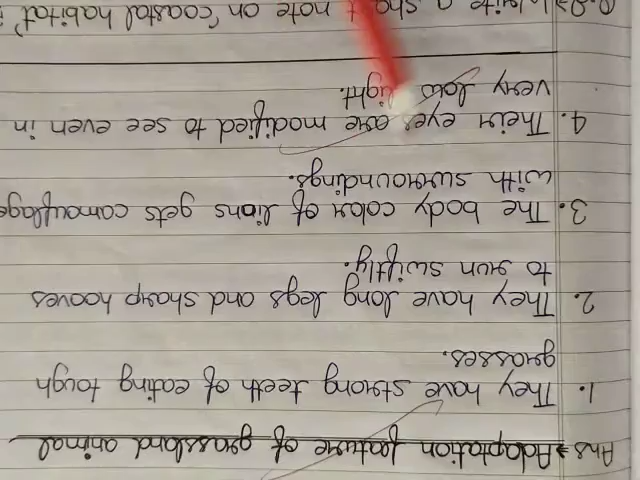 Ans→ Adaptation feature of grassland animal
1. They have strong teeth of eating tough
grasses.
2. They have long legs and sharp hooves
to run swiftly.
3. The body color of lions gets camouflage
with surroundings.
4. Their eyes are modified to see even in
very low light.
Write a note on "Coastal habitat"